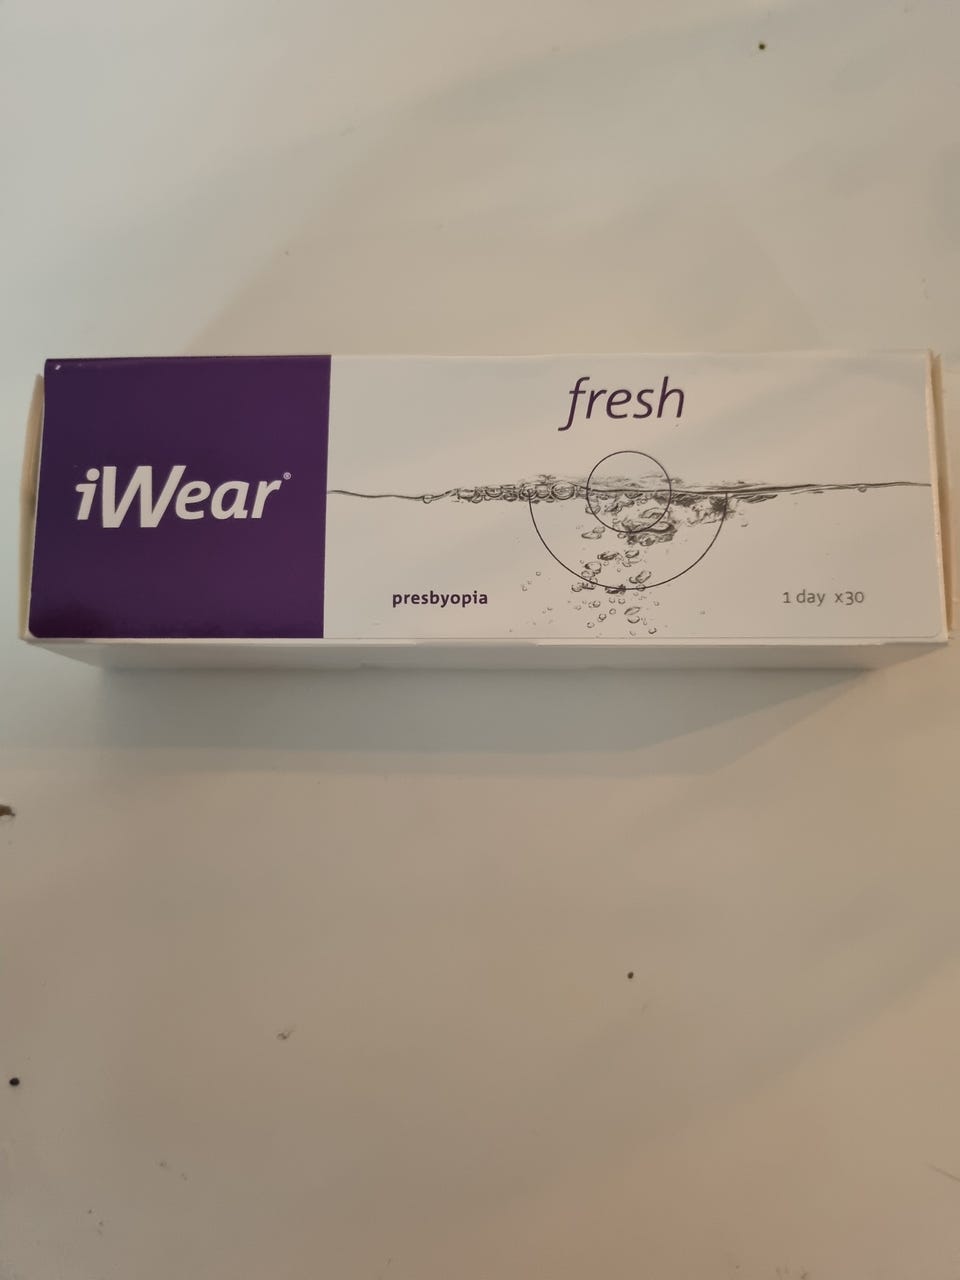 iWear®
fresh
presbyopia
1 day x30